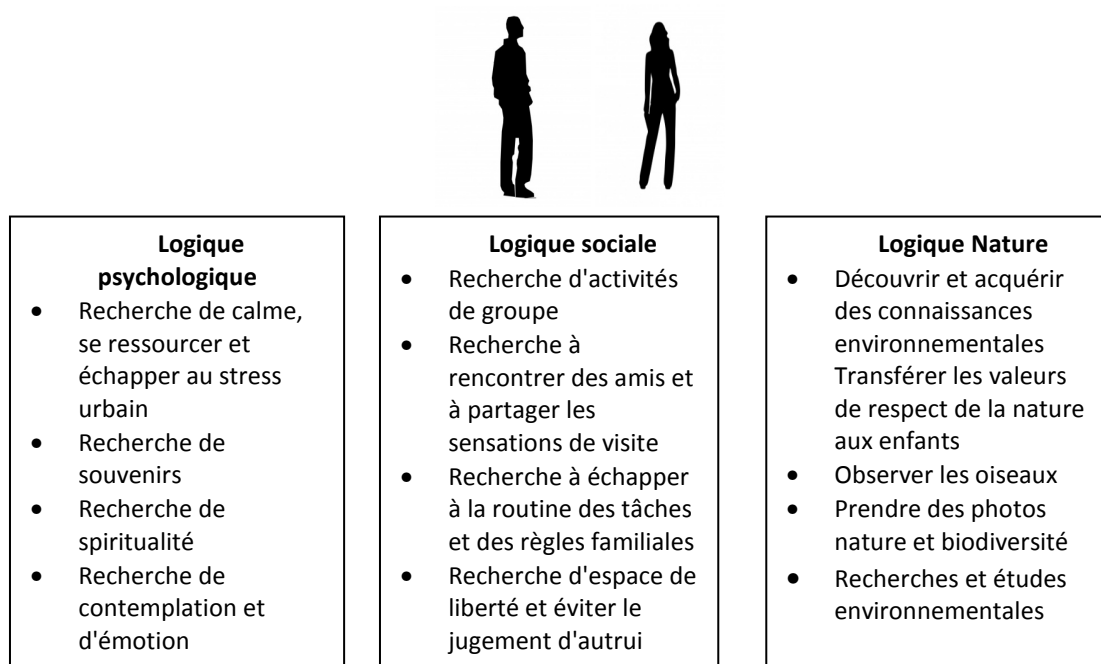 Logique
psychologique
• Recherche de calme,
se ressourcer et
échapper au stress
urbain
• Recherche de
souvenirs
• Recherche de
spiritualité
• Recherche de
contemplation et
d'émotion
Logique sociale
• Recherche d'activités
de groupe
• Recherche à
rencontrer des amis et
à partager les
sensations de visite
• Recherche à échapper
à la routine des tâches
et des règles familiales
• Recherche d'espace de
liberté et éviter le
jugement d'autrui
Logique Nature
• Découvrir et acquérir
des connaissances
environnementales
Transférer les valeurs
de respect de la nature
aux enfants
• Observer les oiseaux
• Prendre des photos
nature et biodiversité
• Recherches et études
environnementales